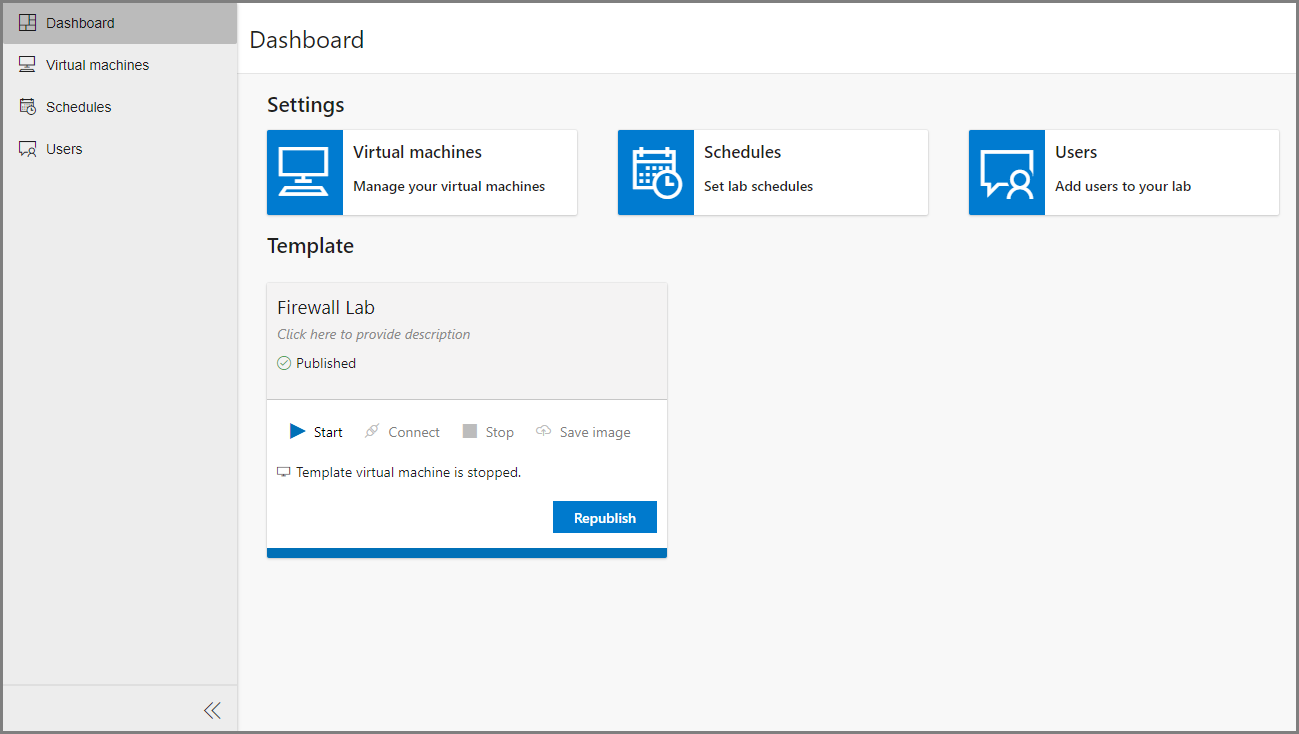 Dashboard
Virtual machines
Schedules
Users
Dashboard
Settings
Virtual machines
Manage your virtual machines
Schedules
Set lab schedules
Users
Add users to your lab
Template
Firewall Lab
Click here to provide description
Published
Start Connect Stop Save image
Template virtual machine is stopped.
Republish